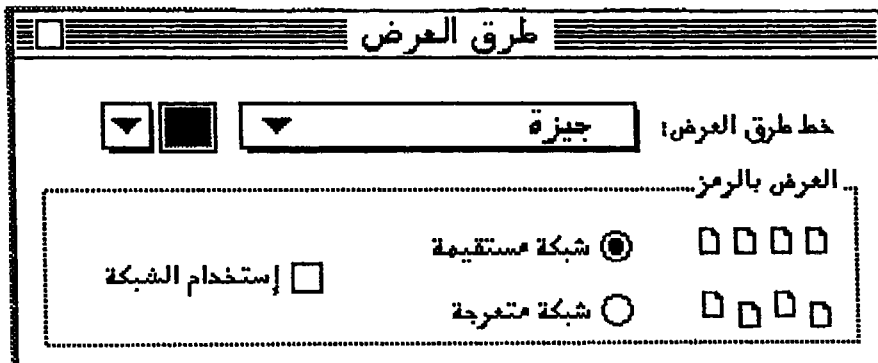 طرق العرض
خط طرق العرض: جيزة
العرض بالرمز
شبكة مستقيمة
إستخدام الشبكة
شبكة متعرجة